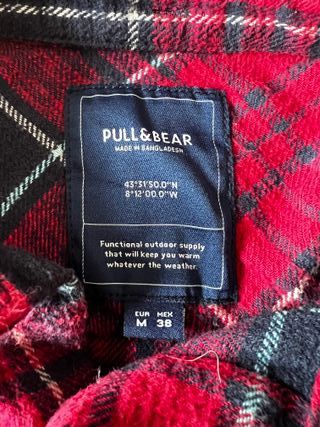 PULL&BEAR
MADE IN BANGLADESH
43°31'50.0"N
8°12'00.0"W
Functional outdoor supply
that will keep you warm
whatever the weather.
EUR MEX
M 38